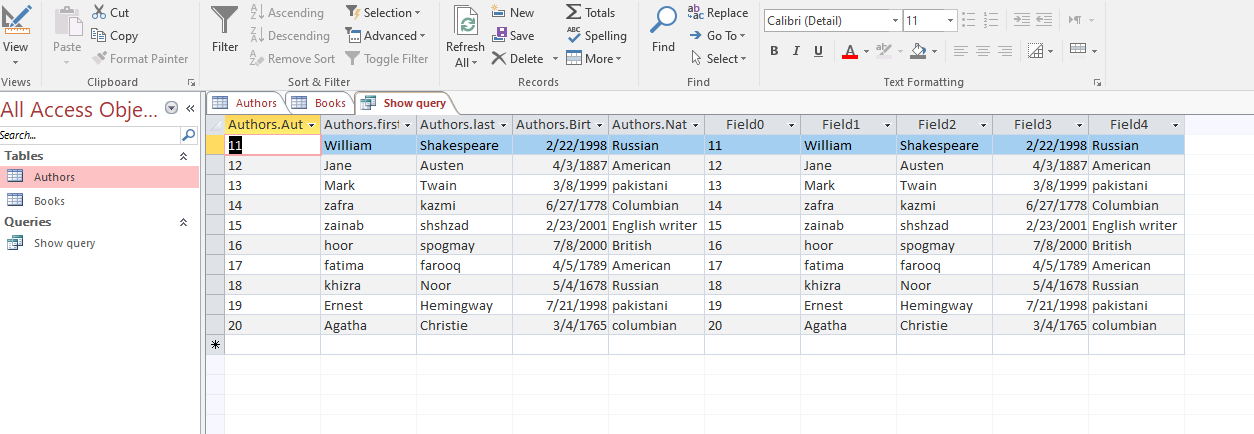 Cut Ascending Selection New Totals Replace Calibri (Detail) 11
View Paste Copy Filter Descending Advanced Refresh All Save Spelling Find Go To
Format Painter Remove Sort Toggle Filter Delete More Select B I U A
Views Clipboard Sort & Filter Records Find Text Formatting
All Access Obje... «
Search...
Tables
Authors
Books
Queries
Show query
Authors Books Show query
Authors.Aut Authors.first Authors.last Authors.Birt Authors.Nat Field0 Field1 Field2 Field3 Field4
11 William Shakespeare 2/22/1998 Russian 11 William Shakespeare 2/22/1998 Russian
12 Jane Austen 4/3/1887 American 12 Jane Austen 4/3/1887 American
13 Mark Twain 3/8/1999 pakistani 13 Mark Twain 3/8/1999 pakistani
14 zafra kazmi 6/27/1778 Columbian 14 zafra kazmi 6/27/1778 Columbian
15 zainab shshzad 2/23/2001 English writer 15 zainab shshzad 2/23/2001 English writer
16 hoor spogmay 7/8/2000 British 16 hoor spogmay 7/8/2000 British
17 fatima farooq 4/5/1789 American 17 fatima farooq 4/5/1789 American
18 khizra Noor 5/4/1678 Russian 18 khizra Noor 5/4/1678 Russian
19 Ernest Hemingway 7/21/1998 pakistani 19 Ernest Hemingway 7/21/1998 pakistani
20 Agatha Christie 3/4/1765 columbian 20 Agatha Christie 3/4/1765 columbian